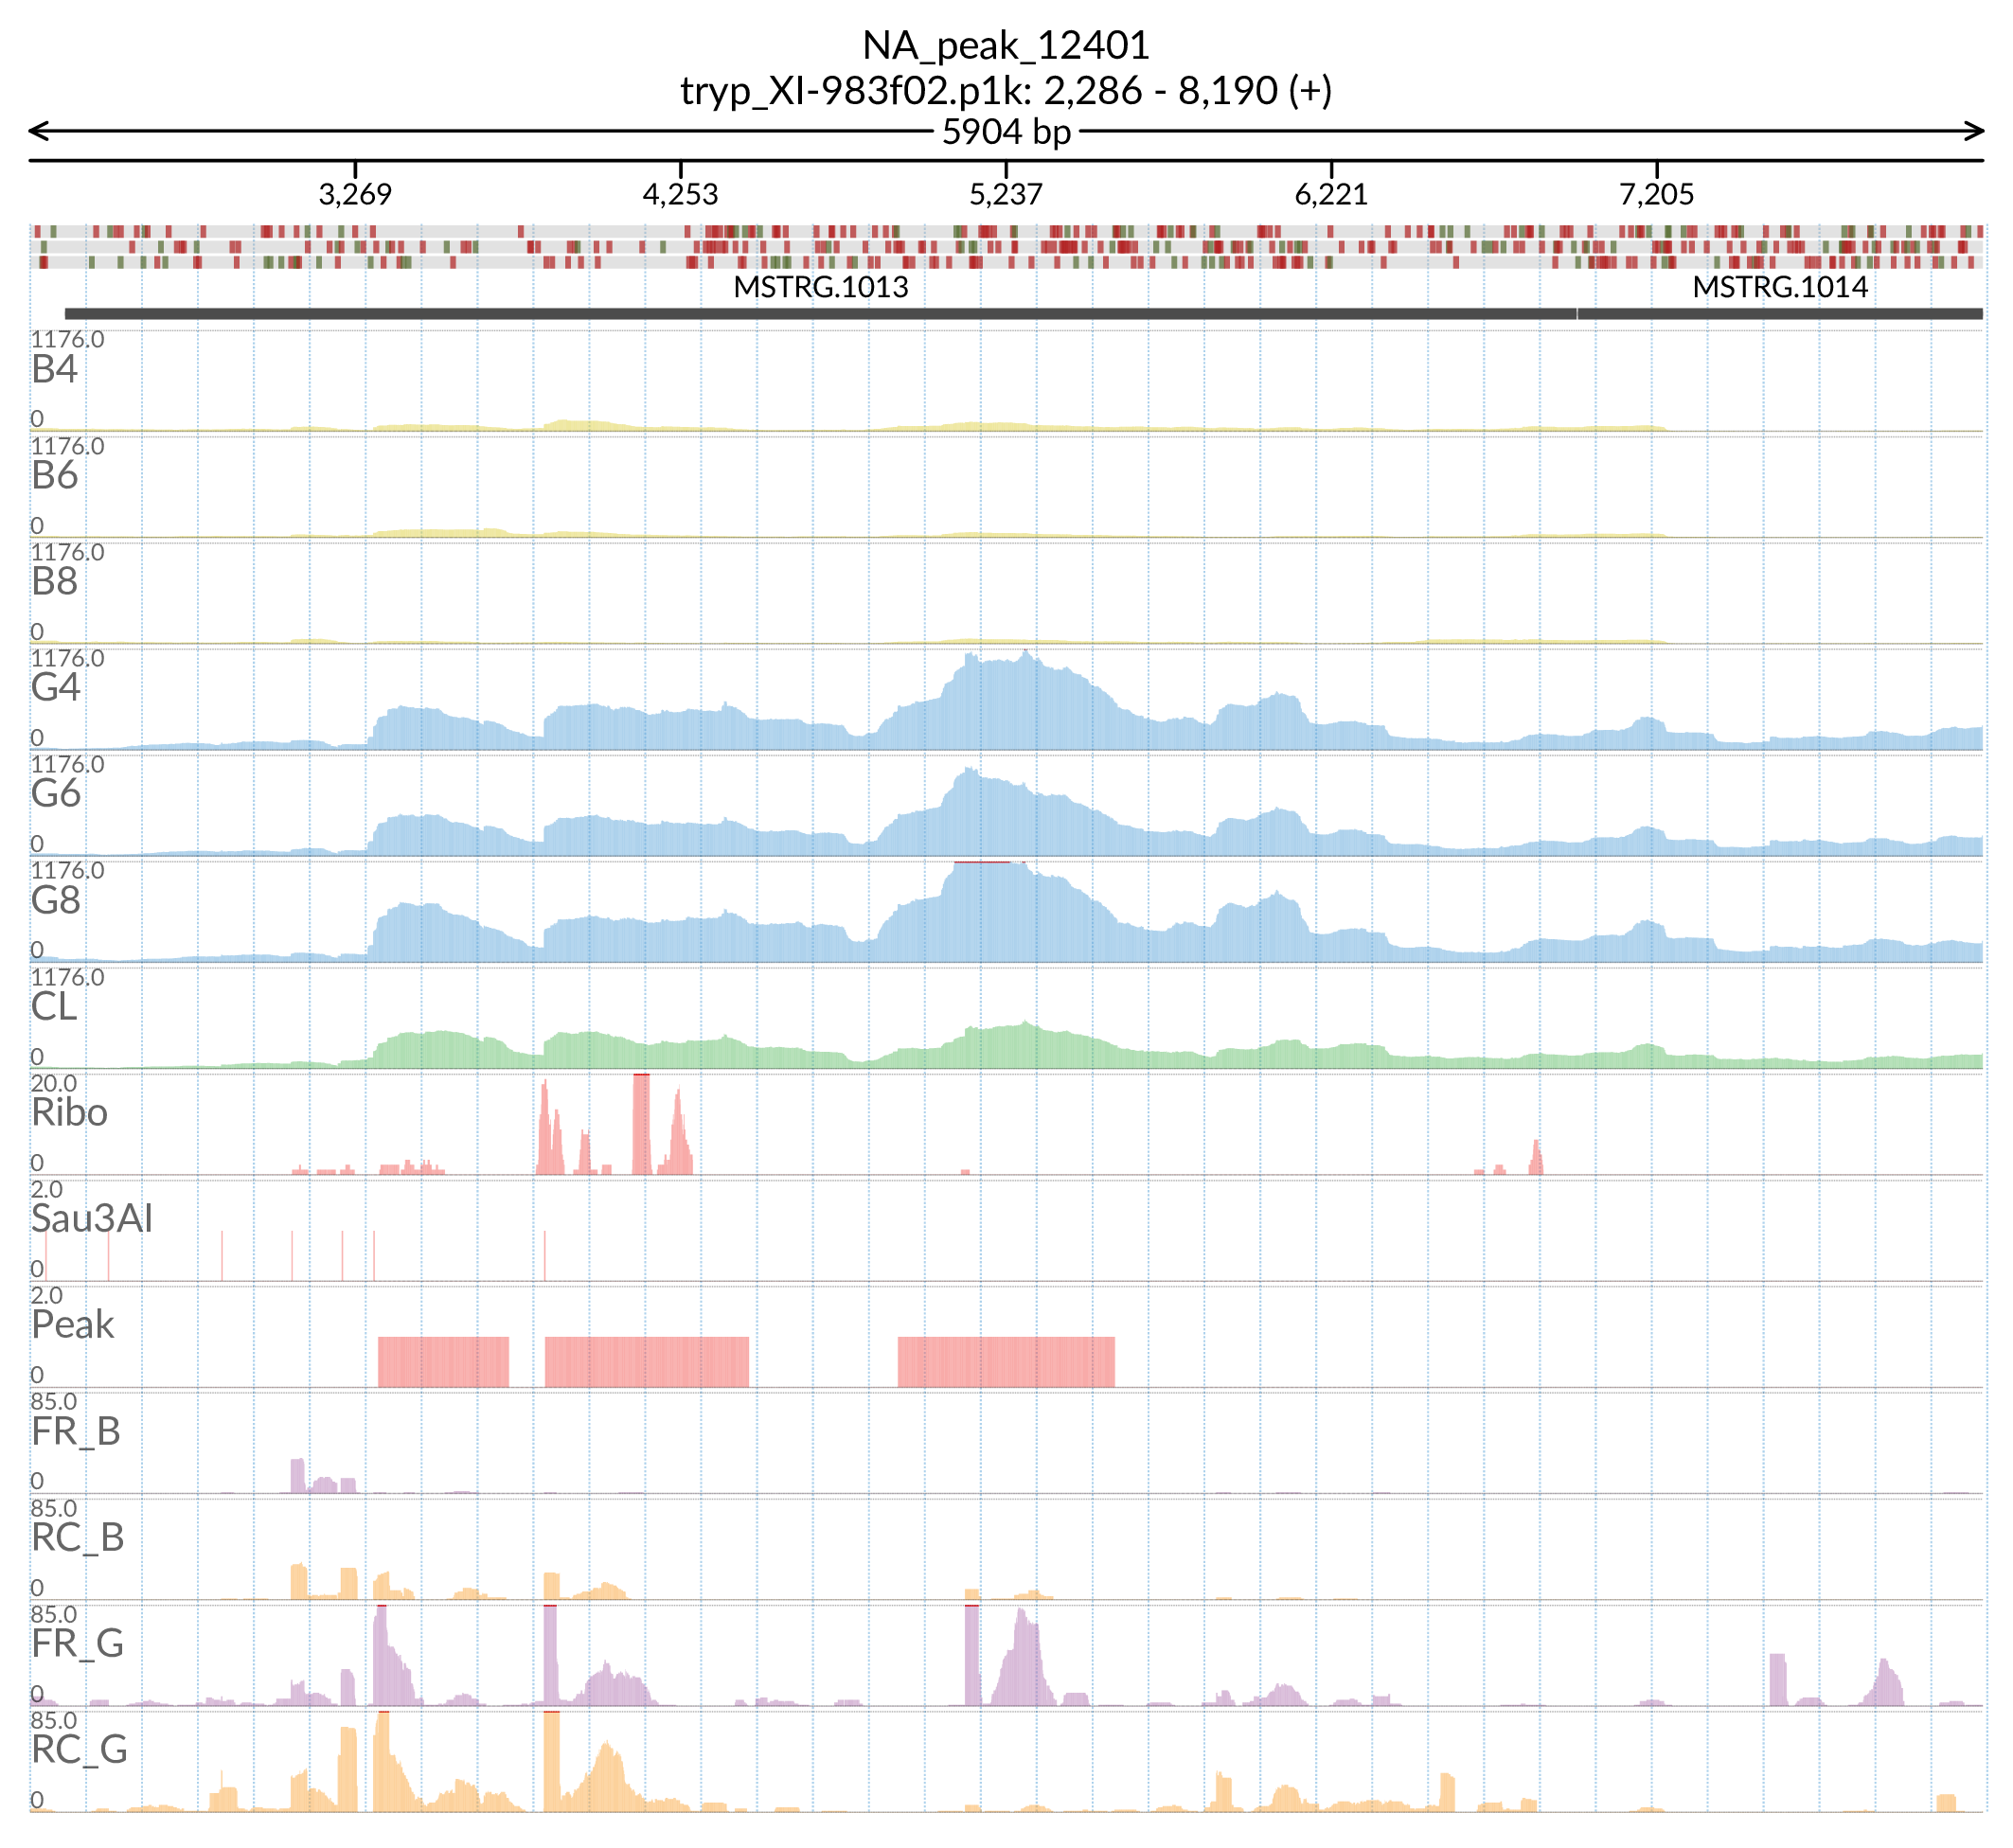 NA_peak_12401
tryp_XI-983f02.p1k: 2,286 - 8,190 (+)
5904 bp
3,269 4,253 5,237 6,221 7,205
MSTRG.1013 MSTRG.1014
1176.0
B4
0
1176.0
B6
0
1176.0
B8
0
1176.0
G4
0
1176.0
G6
0
1176.0
G8
0
1176.0
CL
0
20.0
Ribo
0
2.0
Sau3AI
0
2.0
Peak
0
85.0
FR_B
0
85.0
RC_B
0
85.0
FR_G
0
85.0
RC_G
0